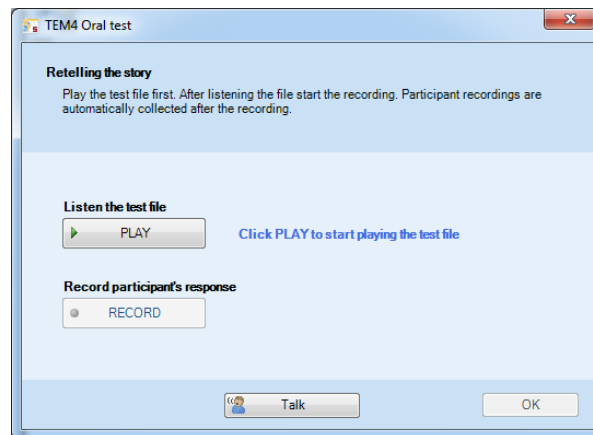 TEM4 Oral test
Retelling the story
Play the test file first. After listening the file start the recording. Participant recordings are
automatically collected after the recording.
Listen the test file
PLAY
Click PLAY to start playing the test file
Record participant's response
RECORD
Talk
OK